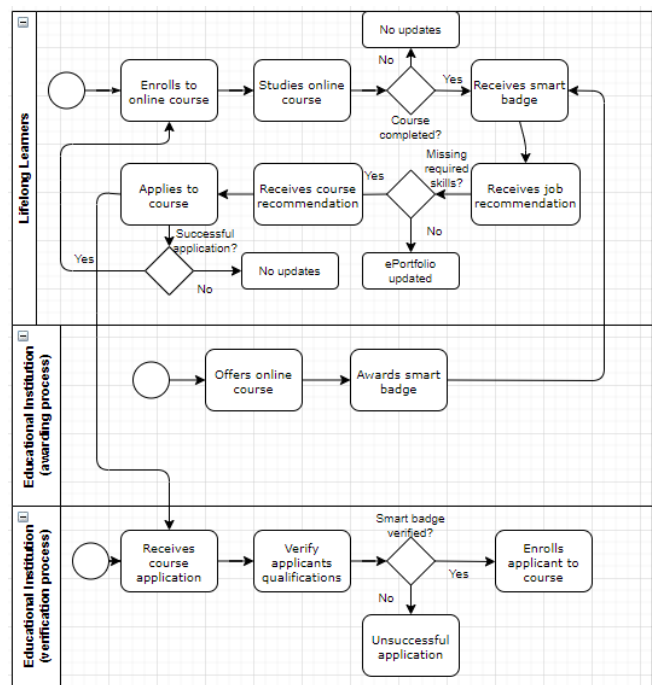 Lifelong Learners
No updates
No
Enrolls to
online course
Studies online
course
Yes
Receives smart
badge
Course
completed?
Missing
required
skills?
Applies to
course
Receives course
recommendation
Yes
Receives job
recommendation
Successful
application?
No
Yes
No updates
No
ePortfolio
updated
Educational Institution
(awarding process)
Offers online
course
Awards smart
badge
Educational Institution
(verification process)
Smart badge
verified?
Receives
course
application
Verify
applicants
qualifications
Enrolls
applicant to
course
Yes
No
Unsuccessful
application